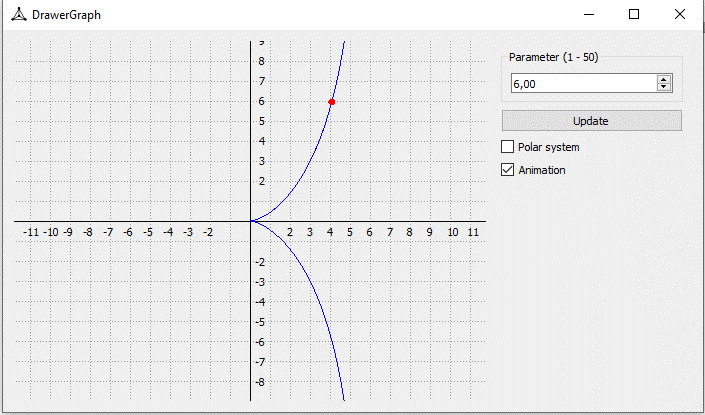 DrawerGraph
9
8
7
6
5
4
3
2
-11 -10 -9 -8 -7 -6 -5 -4 -3 -2 2 3 4 5 6 7 8 9 10 11
-2
-3
-4
-5
-6
-7
-8
Parameter (1 - 50)
6,00
Update
Polar system
Animation